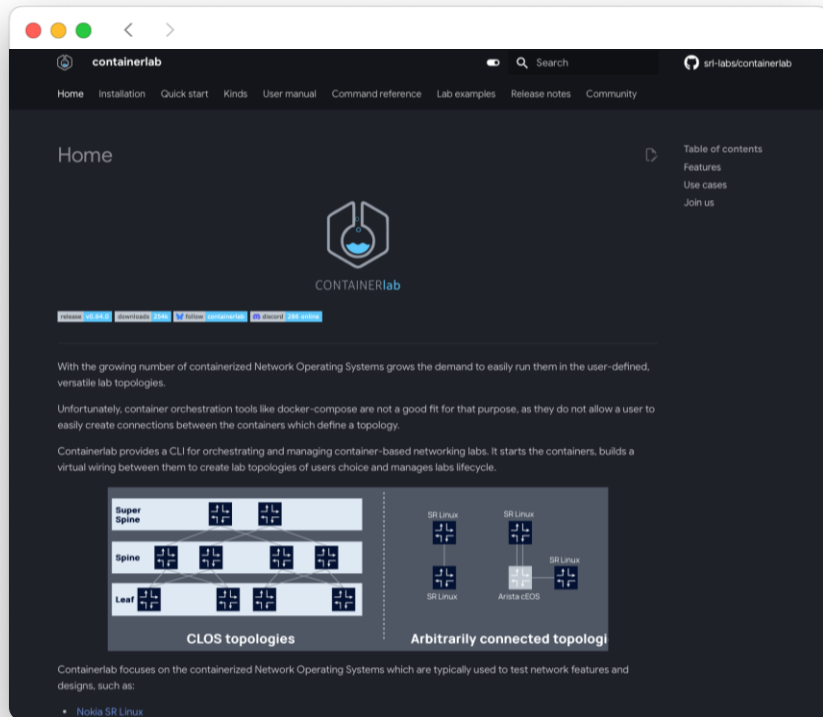 containerlab
Search
srl-labs/containerlab
Home Installation Quick start Kinds User manual Command reference Lab examples Release notes Community
Home
Table of contents
Features
Use cases
Join us
CONTAINERlab
release v0.64.0 downloads 254k follow containerlab discord 286 online
With the growing number of containerized Network Operating Systems grows the demand to easily run them in the user-defined,
versatile lab topologies.
Unfortunately, container orchestration tools like docker-compose are not a good fit for that purpose, as they do not allow a user to
easily create connections between the containers which define a topology.
Containerlab provides a CLI for orchestrating and managing container-based networking labs. It starts the containers, builds a
virtual wiring between them to create lab topologies of users choice and manages labs lifecycle.
Super
Spine
Spine
Leaf
CLOS topologies
SR Linux
SR Linux
SR Linux
SR Linux
Arista cEOS
Arbitrarily connected topologi
Containerlab focuses on the containerized Network Operating Systems which are typically used to test network features and
designs, such as:
• Nokia SR Linux